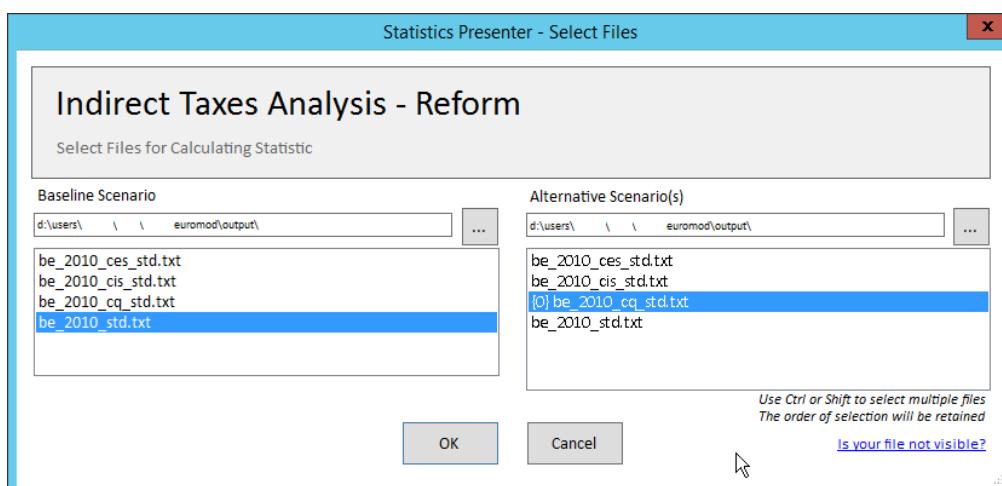 Statistics Presenter - Select Files
x
Indirect Taxes Analysis - Reform
Select Files for Calculating Statistic
Baseline Scenario
d:\users\ \ \ euromod\output\
...
be_2010_ces_std.txt
be_2010_cis_std.txt
be_2010_cq_std.txt
be_2010_std.txt
Alternative Scenario(s)
d:\users\ \ \ euromod\output\
...
be_2010_ces_std.txt
be_2010_cis_std.txt
{0} be_2010_cq_std.txt
be_2010_std.txt
Use Ctrl or Shift to select multiple files
The order of selection will be retained
OK
Cancel
Is your file not visible?